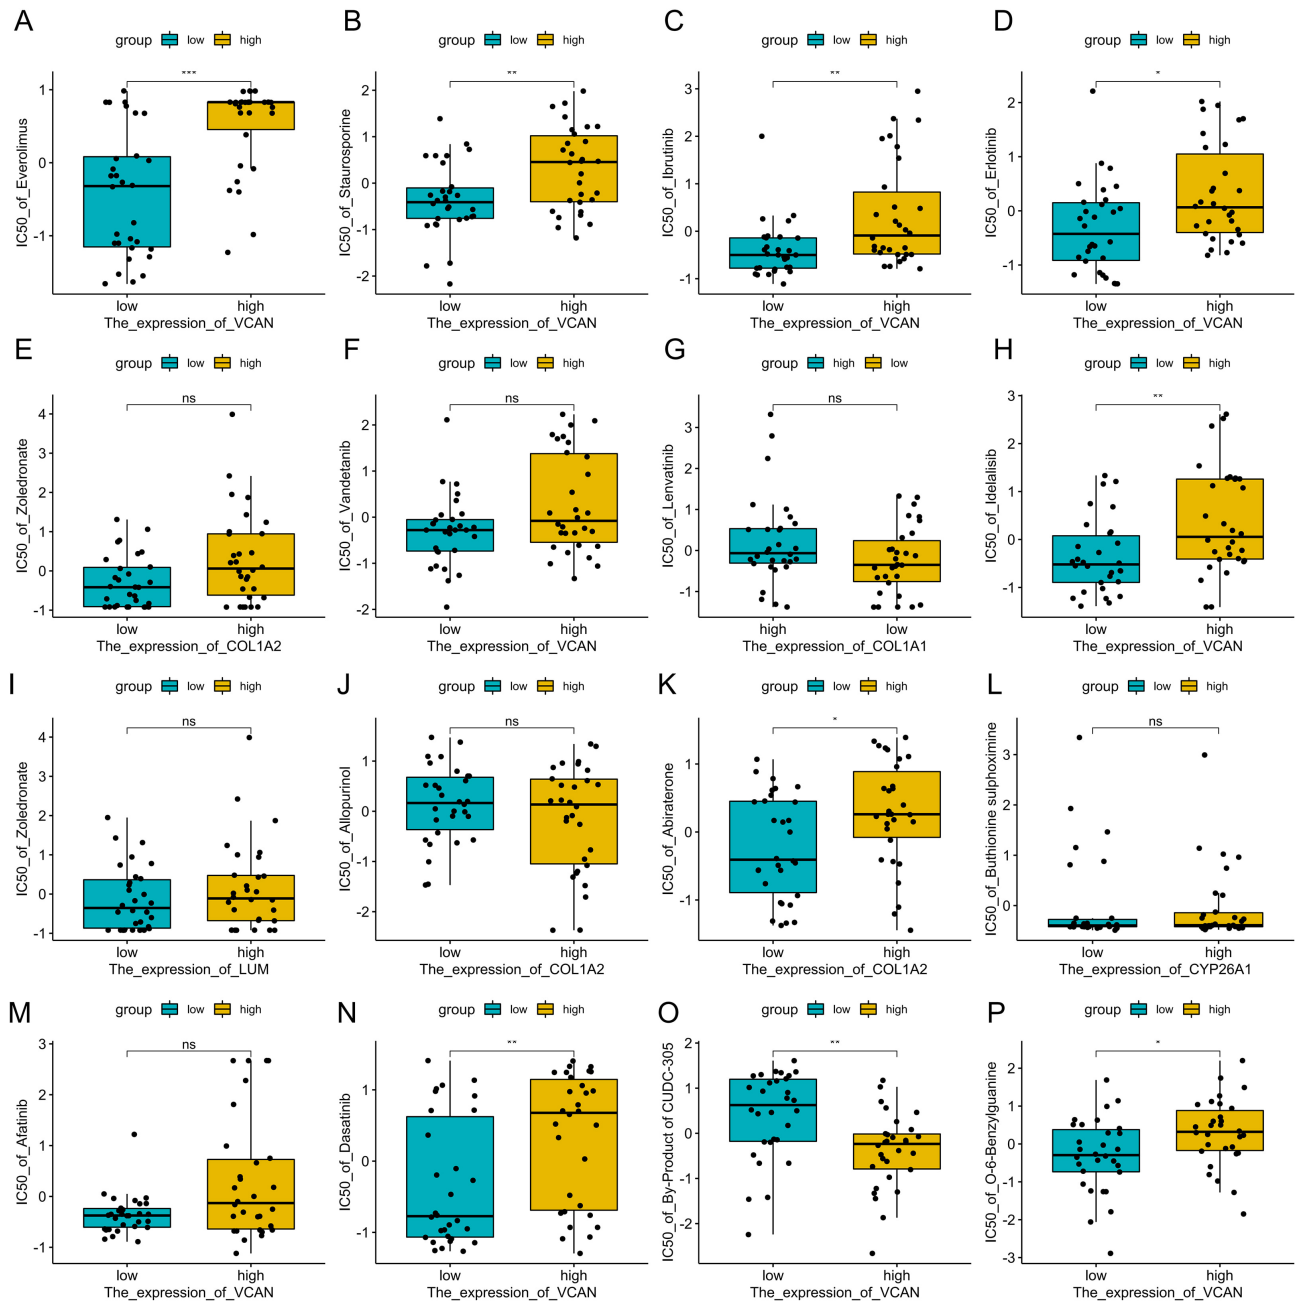 A
group low high
***
IC50_of_Everolimus
1
0
-1
low high
The_expression_of_VCAN
B
group low high
**
IC50_of_Staurosporine
2
1
0
-1
-2
low high
The_expression_of_VCAN
C
group low high
**
IC50_of_Ibrutinib
3
2
1
0
-1
low high
The_expression_of_VCAN
D
group low high
*
IC50_of_Erlotinib
2
1
0
-1
low high
The_expression_of_VCAN
E
group low high
ns
IC50_of_Zoledronate
4
3
2
1
0
-1
low high
The_expression_of_COL1A2
F
group low high
ns
IC50_of_Vandetanib
2
1
0
-1
-2
low high
The_expression_of_VCAN
G
group high low
ns
IC50_of_Lenvatinib
3
2
1
0
-1
high low
The_expression_of_COL1A1
H
group low high
**
IC50_of_Idelalisib
3
2
1
0
-1
low high
The_expression_of_VCAN
I
group low high
ns
IC50_of_Zoledronate
4
3
2
1
0
-1
low high
The_expression_of_LUM
J
group low high
ns
IC50_of_Allopurinol
1
0
-1
-2
low high
The_expression_of_COL1A2
K
group low high
*
IC50_of_Abiraterone
1
0
-1
low high
The_expression_of_COL1A2
L
group low high
ns
IC50_of_Buthionine sulphoximine
3
2
1
0
low high
The_expression_of_CYP26A1
M
group low high
ns
IC50_of_Afatinib
3
2
1
0
-1
low high
The_expression_of_VCAN
N
group low high
**
IC50_of_Dasatinib
1
0
-1
low high
The_expression_of_VCAN
O
group low high
**
IC50_of_By-Product of CUDC-305
2
1
0
-1
-2
low high
The_expression_of_VCAN
P
group low high
*
IC50_of_O-6-Benzylguanine
2
1
0
-1
-2
-3
low high
The_expression_of_VCAN